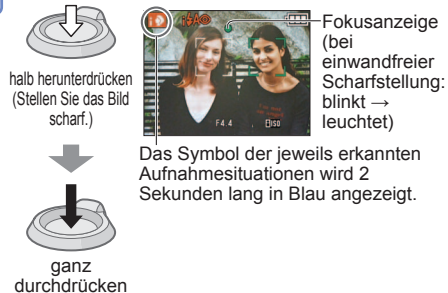 halb herunterdrücken
(Stellen Sie das Bild
scharf.)
ganz
durchdrücken
F4.4
ISO
Fokusanzeige
(bei
einwandfreier
Scharfstellung:
blinkt →
leuchtet)
Das Symbol der jeweils erkannten
Aufnahmesituationen wird 2
Sekunden lang in Blau angezeigt.